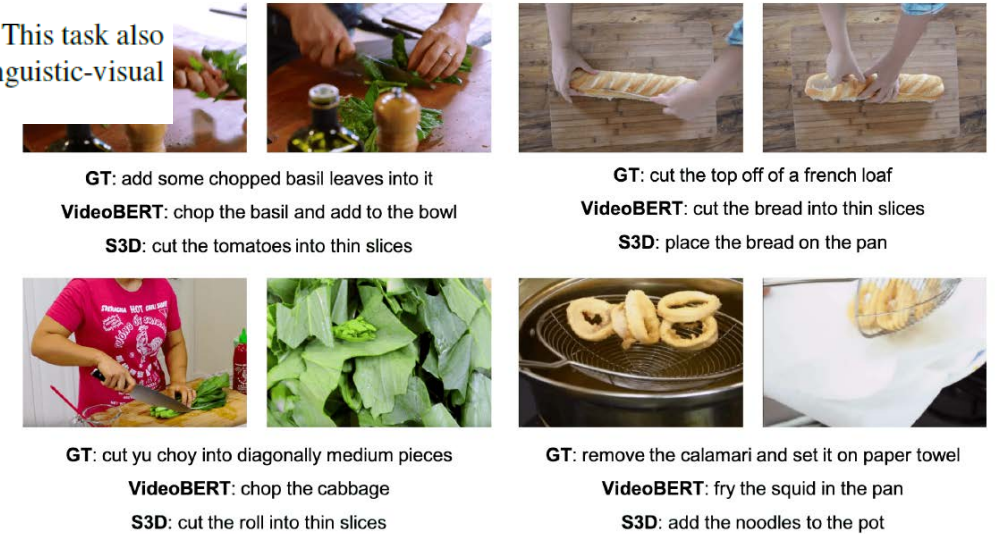 This task also
nguistic-visual
GT: add some chopped basil leaves into it
VideoBERT: chop the basil and add to the bowl
S3D: cut the tomatoes into thin slices
GT: cut the top off of a french loaf
VideoBERT: cut the bread into thin slices
S3D: place the bread on the pan
SRIRACHA HOT CHILI SAUCE
GT: cut yu choy into diagonally medium pieces
VideoBERT: chop the cabbage
S3D: cut the roll into thin slices
GT: remove the calamari and set it on paper towel
VideoBERT: fry the squid in the pan
S3D: add the noodles to the pot